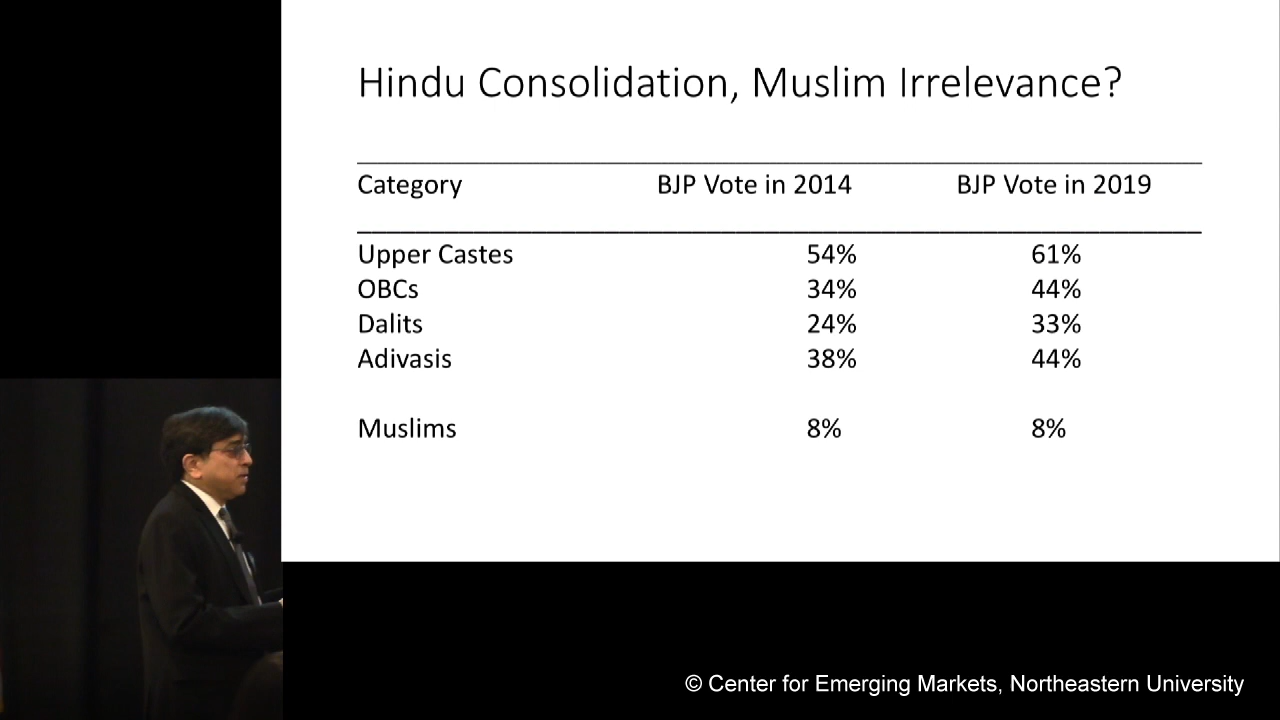 Hindu Consolidation, Muslim Irrelevance?
Category BJP Vote in 2014 BJP Vote in 2019
Upper Castes 54% 61%
OBCs 34% 44%
Dalits 24% 33%
Adivasis 38% 44%
Muslims 8% 8%
© Center for Emerging Markets, Northeastern University